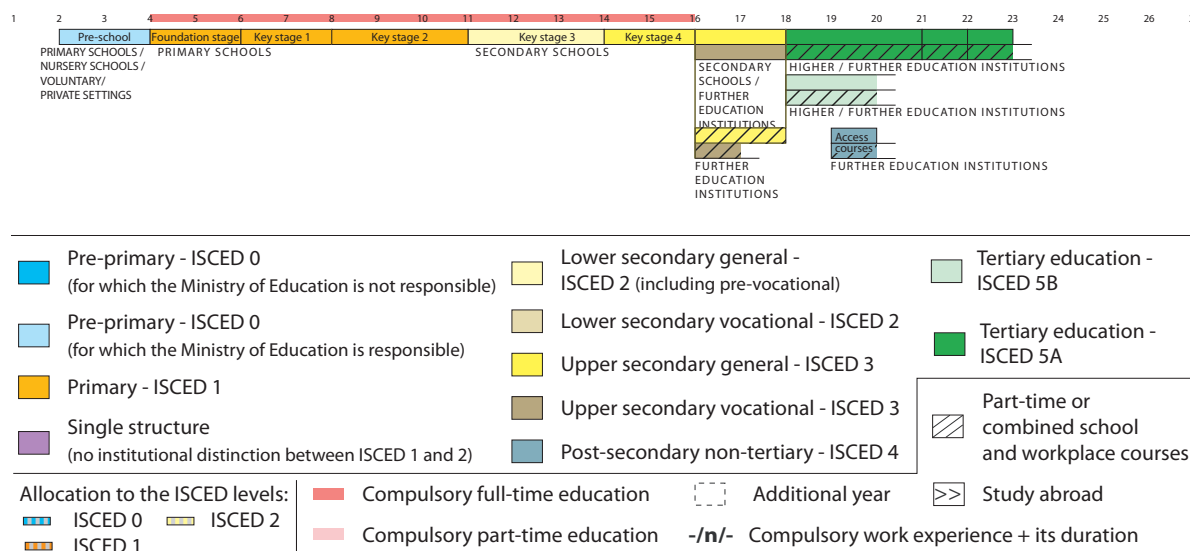 1 2 3 4 5 6 7 8 9 10 11 12 13 14 15 16 17 18 19 20 21 22 23 24 25 26
Pre-school Foundation stage Key stage 1 Key stage 2 Key stage 3 Key stage 4
PRIMARY SCHOOLS /
NURSERY SCHOOLS /
VOLUNTARY/
PRIVATE SETTINGS
PRIMARY SCHOOLS
SECONDARY SCHOOLS
SECONDARY
SCHOOLS /
FURTHER
EDUCATION
INSTITUTIONS
HIGHER / FURTHER EDUCATION INSTITUTIONS
HIGHER / FURTHER EDUCATION INSTITUTIONS
Access
courses
FURTHER EDUCATION INSTITUTIONS
FURTHER
EDUCATION
INSTITUTIONS
Pre-primary - ISCED 0
(for which the Ministry of Education is not responsible)
Pre-primary - ISCED 0
(for which the Ministry of Education is responsible)
Primary - ISCED 1
Single structure
(no institutional distinction between ISCED 1 and 2)
Lower secondary general -
ISCED 2 (including pre-vocational)
Lower secondary vocational - ISCED 2
Upper secondary general - ISCED 3
Upper secondary vocational - ISCED 3
Post-secondary non-tertiary - ISCED 4
Tertiary education -
ISCED 5B
Tertiary education -
ISCED 5A
Part-time or
combined school
and workplace courses
Allocation to the ISCED levels:
ISCED 0 ISCED 2
ISCED 1
Compulsory full-time education
Compulsory part-time education
Additional year
-/n/- Compulsory work experience + its duration
>> Study abroad